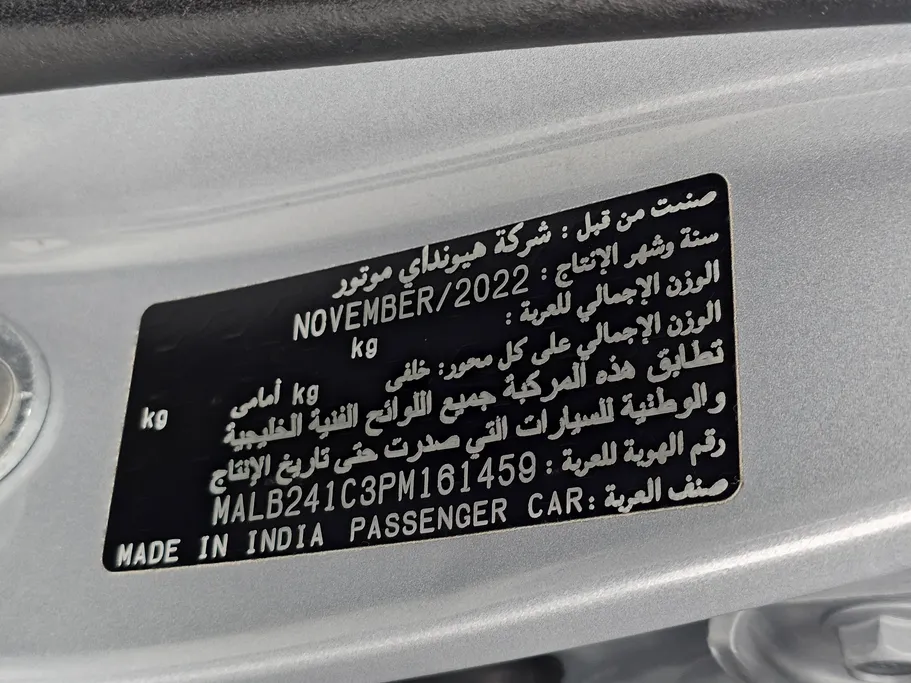 صنعت من قبل : شركة هيونداي موتور
سنة وشهر الإنتاج : NOVEMBER/2022
الوزن الإجمالي للعربة : kg
الوزن الإجمالي على كل محور: خلفي kg أمامى kg
تطابق هذه المركبة جميع اللوائح الفنية الخليجية
والوطنية للسيارات التي صدرت حتى تاريخ الإنتاج
رقم الهوية للعربة : MALB241C3PM161459
صنف العربة : PASSENGER CAR MADE IN INDIA